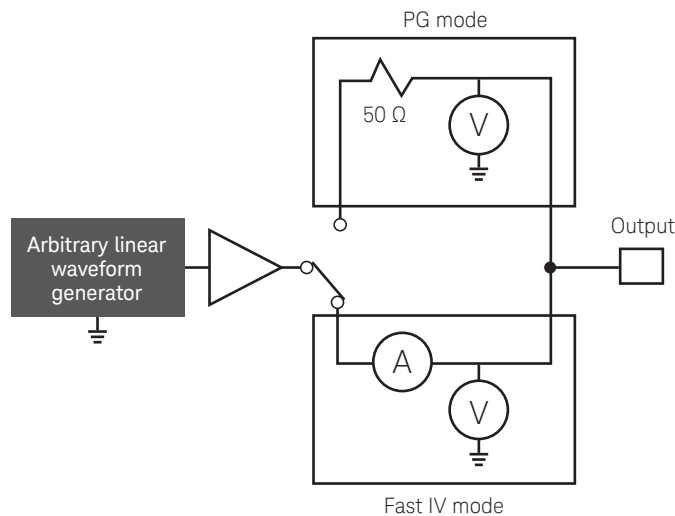 PG mode
50 Ω
V
Output
Arbitrary linear
waveform
generator
A
V
Fast IV mode